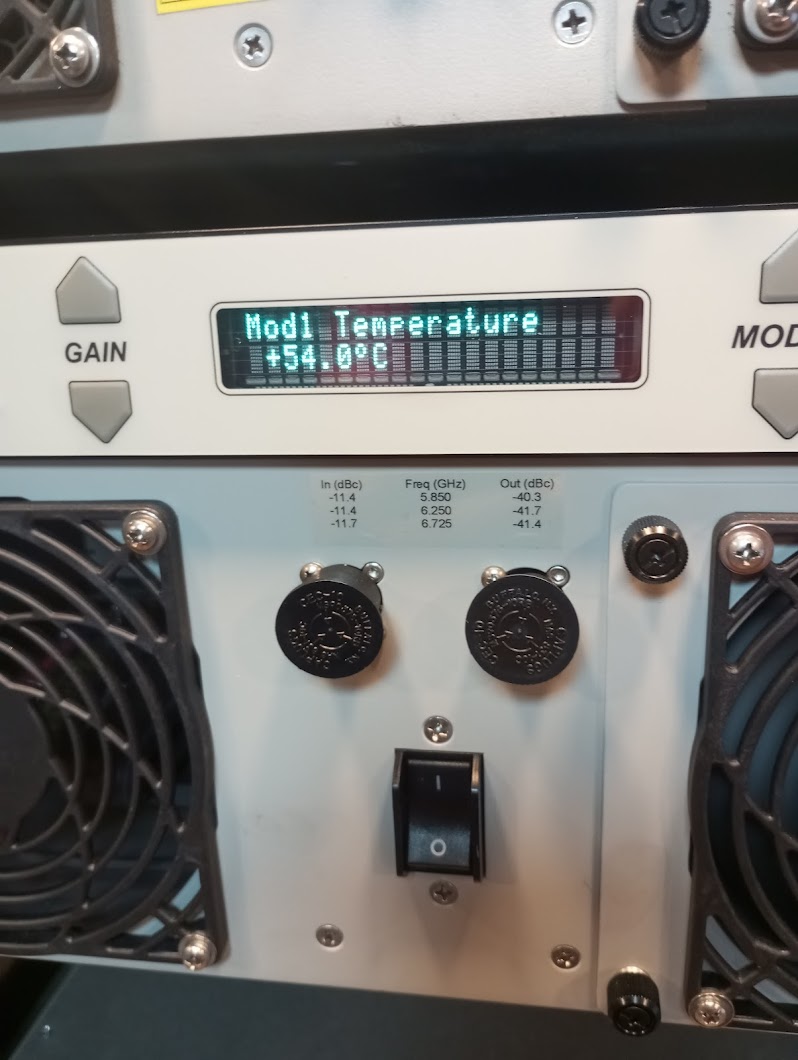 Mod1 Temperature
+54.0°C
GAIN
MOD
In (dBc) Freq (GHz) Out (dBc)
-11.4 5.850 -40.3
-11.4 6.250 -41.7
-11.7 6.725 -41.4
I
O